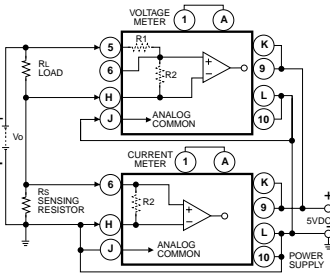 VOLTAGE
METER
1
A
5
R1
K
RL
LOAD
6
R2
+
−
9
H
L
J
ANALOG
COMMON
10
+
Vo
-
CURRENT
METER
1
A
6
K
RS
SENSING
RESISTOR
R2
+
−
9
+
5VDC
H
L
−
J
ANALOG
COMMON
10
POWER
SUPPLY